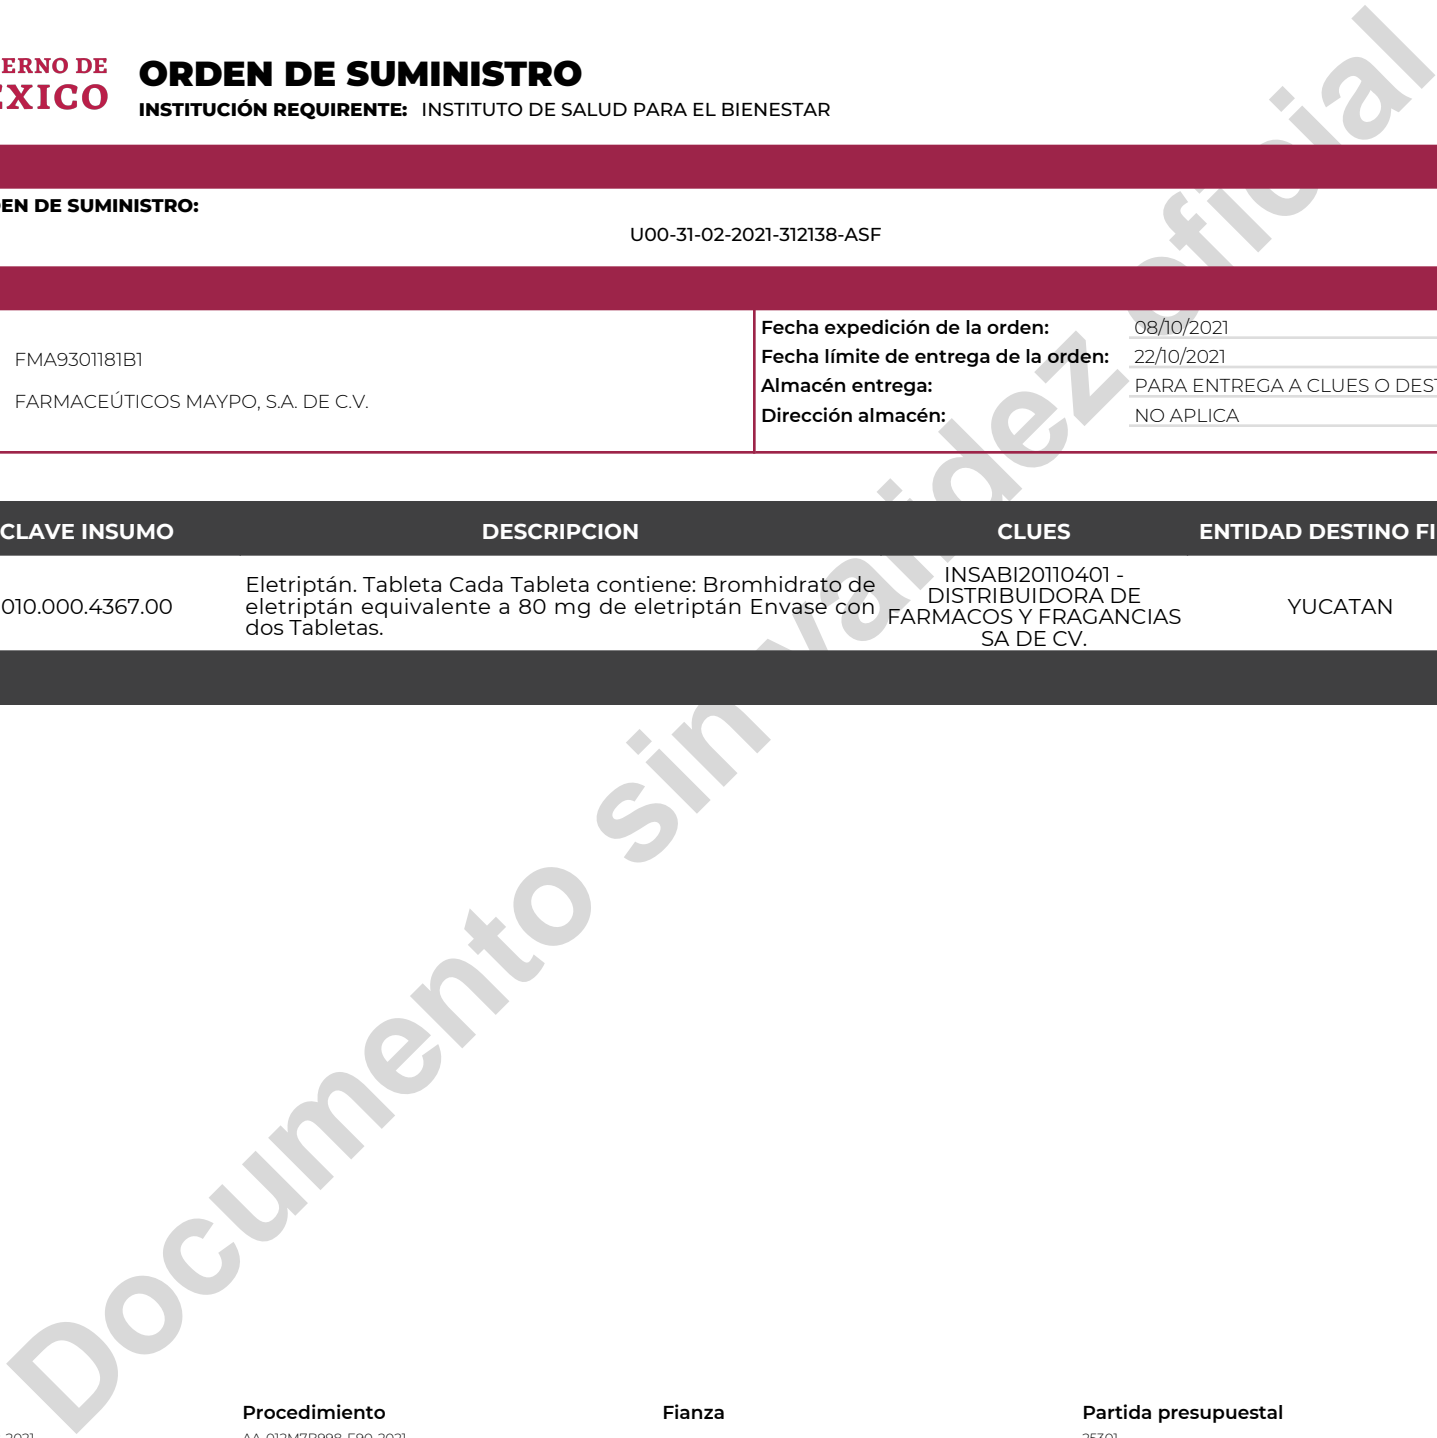 ERNO DE
EXICO
ORDEN DE SUMINISTRO
INSTITUCIÓN REQUIRENTE: INSTITUTO DE SALUD PARA EL BIENESTAR
EN DE SUMINISTRO:
U00-31-02-2021-312138-ASF
FMA9301181B1
FARMACEÚTICOS MAYPO, S.A. DE C.V.
Fecha expedición de la orden: 08/10/2021
Fecha límite de entrega de la orden: 22/10/2021
Almacén entrega: PARA ENTREGA A CLUES O DEST
Dirección almacén: NO APLICA
CLAVE INSUMO DESCRIPCION CLUES ENTIDAD DESTINO FI
010.000.4367.00
Eletriptán. Tableta Cada Tableta contiene: Bromhidrato de
eletriptán equivalente a 80 mg de eletriptán Envase con
dos Tabletas.
INSABI20110401 -
DISTRIBUIDORA DE
FARMACOS Y FRAGANCIAS
SA DE CV.
YUCATAN
Documento sin validez oficial
Procedimiento Fianza Partida presupuestal